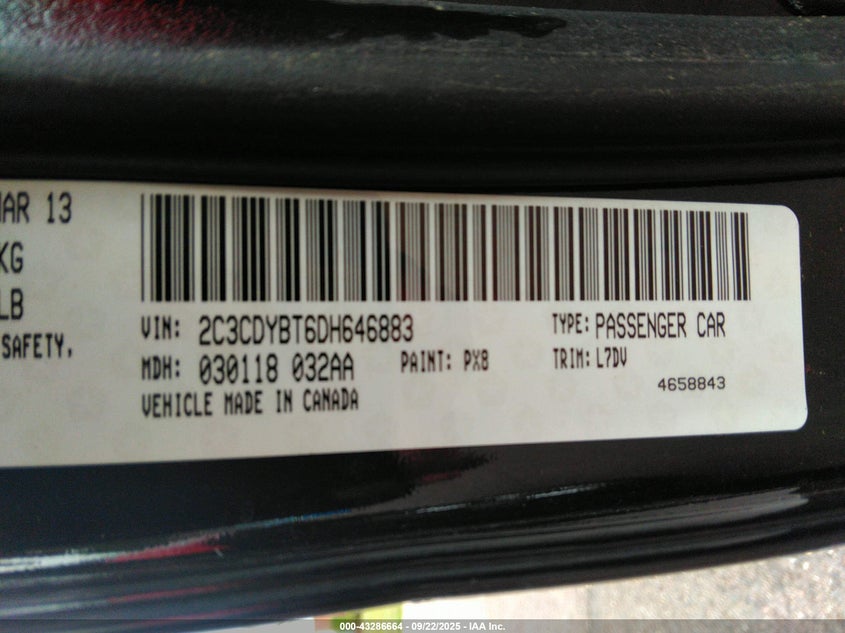 MAR 13
KG
LB
SAFETY,
VIN: 2C3CDYBT6DH646883 TYPE: PASSENGER CAR
MDH: 030118 032AA PAINT: PX8 TRIM: L7DV
VEHICLE MADE IN CANADA 4658843
000-43286664 - 09/22/2025 - IAA Inc.